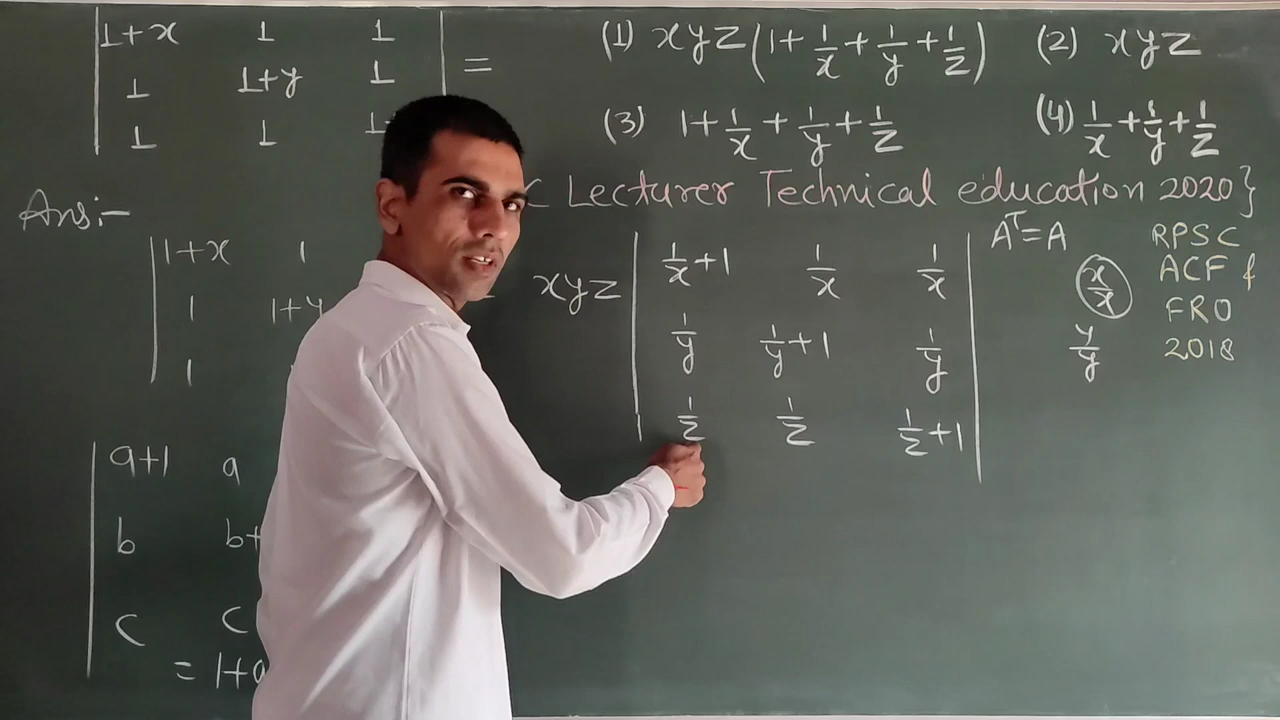 |1+x 1 1| = (1) xyz(1+1/x+1/y+1/z) (2) xyz
|1 1+y 1| (3) 1+1/x+1/y+1/z (4) 1/x+1/y+1/z
|1 1 1
C Lecturer Technical education 2020}
Ans:-
|1+x 1
|1 1+y
|1
xyz |1/x+1 1/x 1/x|
|1/y 1/y+1 1/y|
|1/z 1/z 1/z+1|
Aᵀ=A
x/x
y/y
RPSC
ACF &
FRO
2018
|a+1 a
|b b+
|c c
= 1+a